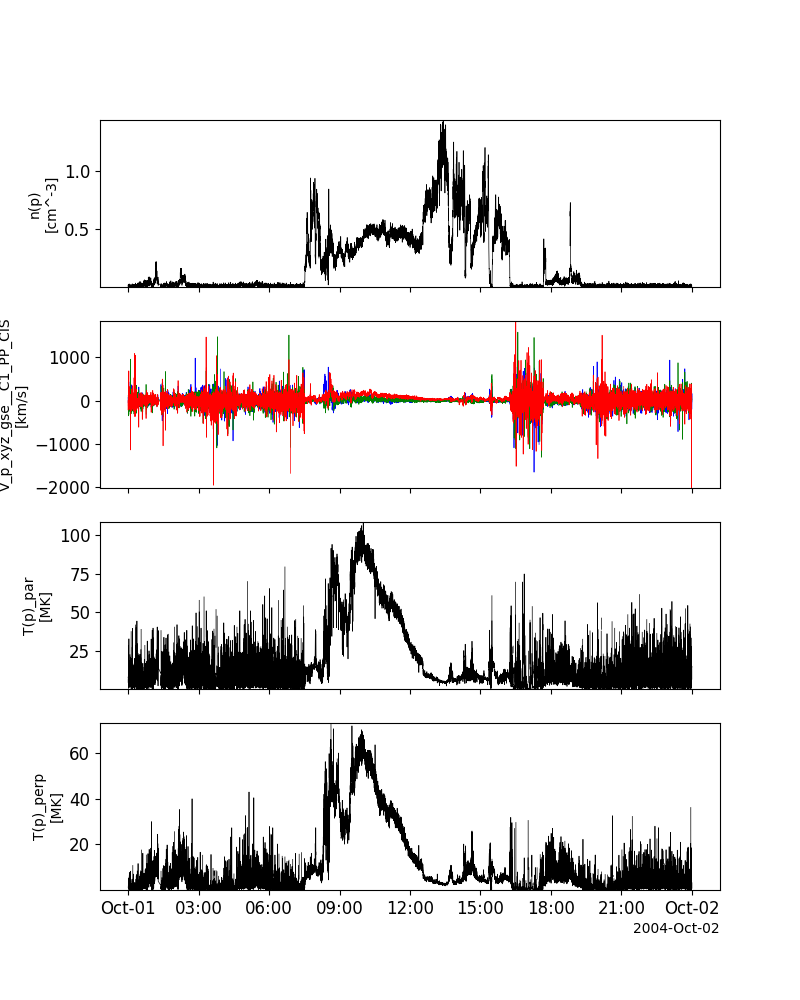 n(p)
[cm^-3]
1.0
0.5
V_p_xyz_gse__C1_PP_CIS
[km/s]
1000
0
−1000
−2000
T(p)_par
[MK]
100
75
50
25
T(p)_perp
[MK]
60
40
20
Oct-01 03:00 06:00 09:00 12:00 15:00 18:00 21:00 Oct-02
2004-Oct-02